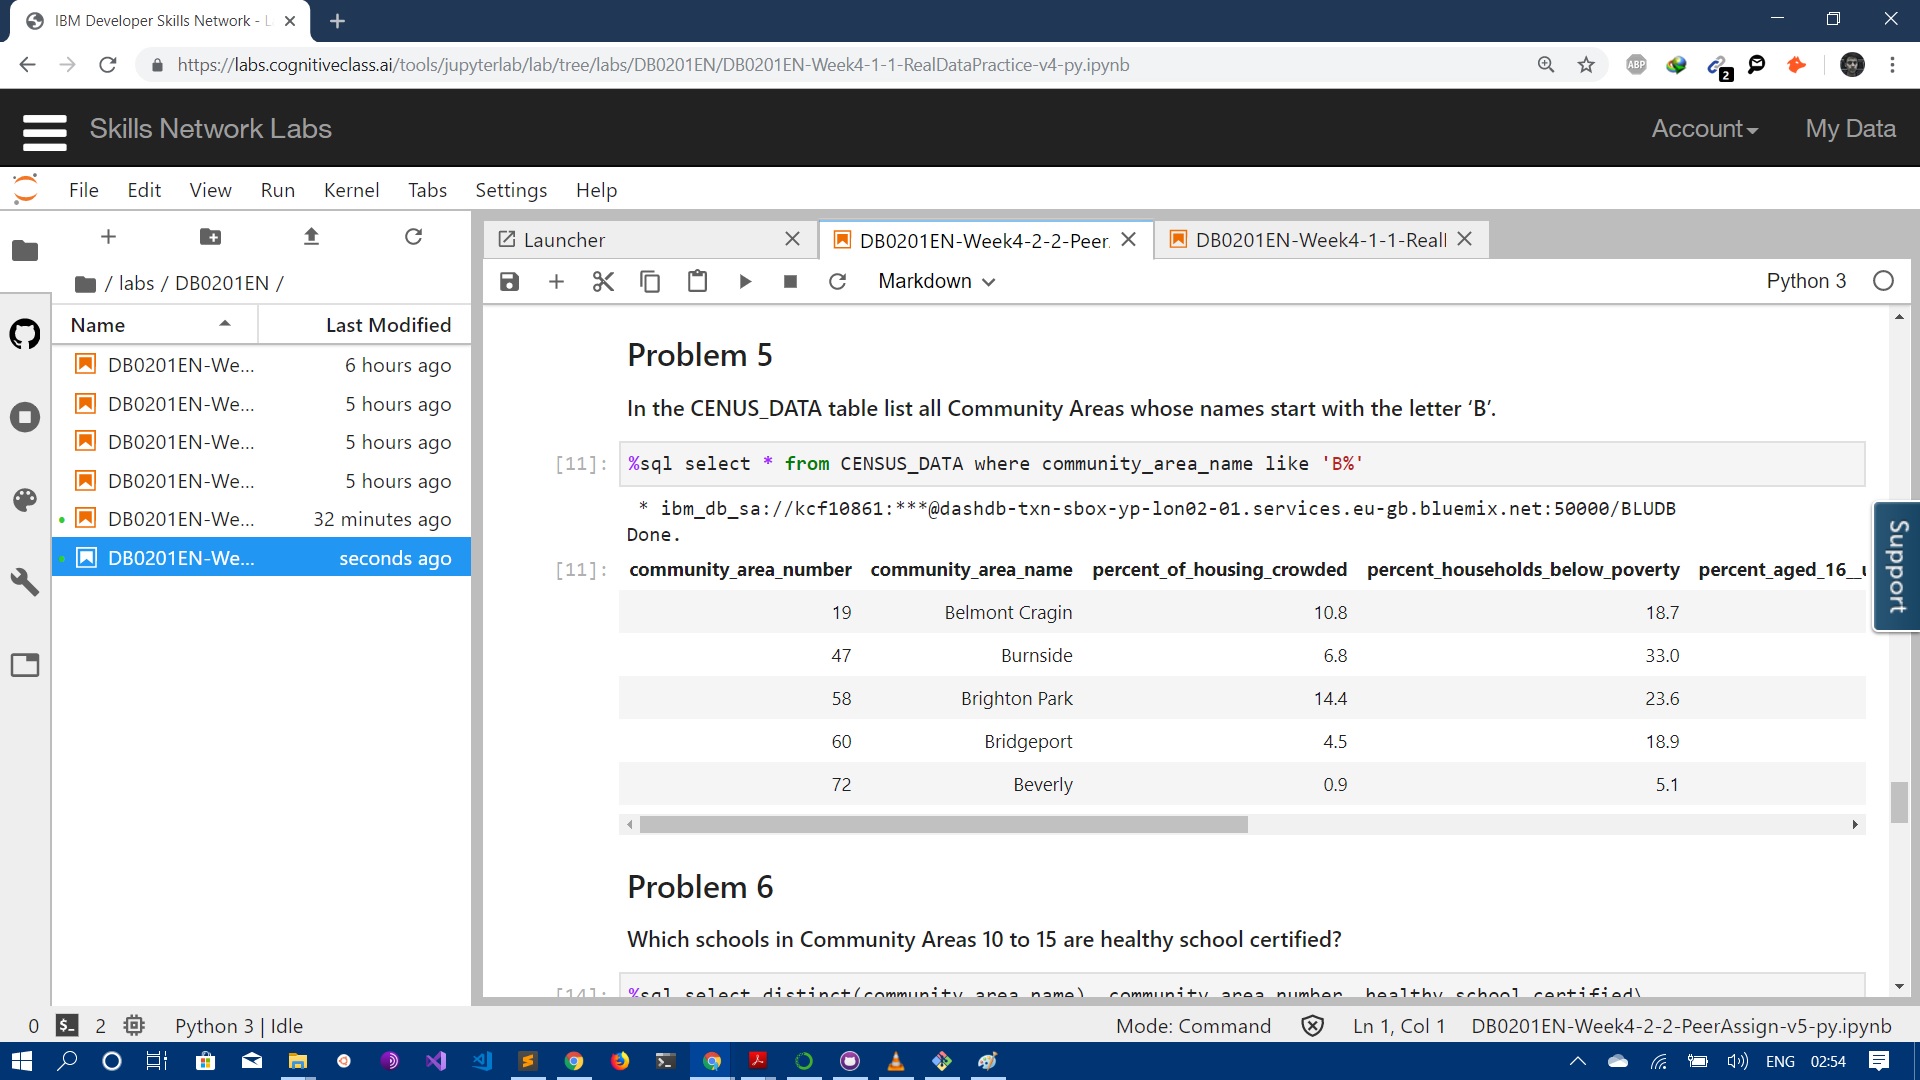 IBM Developer Skills Network - L
https://labs.cognitiveclass.ai/tools/jupyterlab/lab/tree/labs/DB0201EN/DB0201EN-Week4-1-1-RealDataPractice-v4-py.ipynb
ABP
2
Skills Network Labs
Account
My Data
File Edit View Run Kernel Tabs Settings Help
Launcher
DB0201EN-Week4-2-2-Peer
DB0201EN-Week4-1-1-Real
/ labs / DB0201EN /
Markdown
Python 3
Name Last Modified
DB0201EN-We... 6 hours ago
DB0201EN-We... 5 hours ago
DB0201EN-We... 5 hours ago
DB0201EN-We... 5 hours ago
DB0201EN-We... 32 minutes ago
DB0201EN-We... seconds ago
Problem 5
In the CENUS_DATA table list all Community Areas whose names start with the letter ‘B’.
[11]: %sql select * from CENSUS_DATA where community_area_name like 'B%'
* ibm_db_sa://kcf10861:***@dashdb-txn-sbox-yp-lon02-01.services.eu-gb.bluemix.net:50000/BLUDB
Done.
[11]: community_area_number community_area_name percent_of_housing_crowded percent_households_below_poverty percent_aged_16__u
19 Belmont Cragin 10.8 18.7
47 Burnside 6.8 33.0
58 Brighton Park 14.4 23.6
60 Bridgeport 4.5 18.9
72 Beverly 0.9 5.1
Support
Problem 6
Which schools in Community Areas 10 to 15 are healthy school certified?
[14]: %sql select distinct(community_area_name), community_area_number, healthy_school_certified\
0 $_ 2 Python 3 | Idle
Mode: Command Ln 1, Col 1 DB0201EN-Week4-2-2-PeerAssign-v5-py.ipynb
ENG 02:54